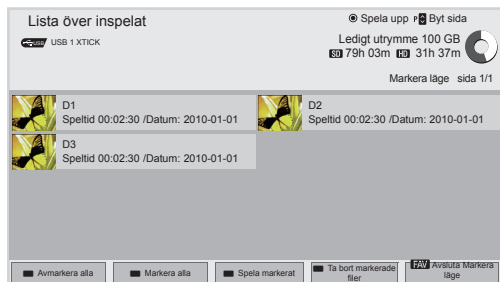 Lista över inspelat
Spela upp P Byt sida
USB USB 1 XTICK
Ledigt utrymme 100 GB
SD 79h 03m HD 31h 37m
Markera läge sida 1/1
D1
Speltid 00:02:30 /Datum: 2010-01-01
D2
Speltid 00:02:30 /Datum: 2010-01-01
D3
Speltid 00:02:30 /Datum: 2010-01-01
Avmarkera alla
Markera alla
Spela markerat
Ta bort markerade
filer
FAV Avsluta Markera
läge